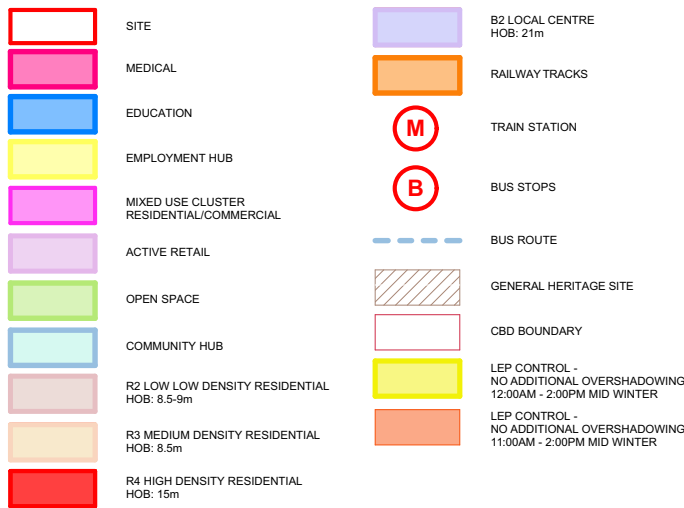 SITE
MEDICAL
EDUCATION
EMPLOYMENT HUB
MIXED USE CLUSTER
RESIDENTIAL/COMMERCIAL
ACTIVE RETAIL
OPEN SPACE
COMMUNITY HUB
R2 LOW LOW DENSITY RESIDENTIAL
HOB: 8.5-9m
R3 MEDIUM DENSITY RESIDENTIAL
HOB: 8.5m
R4 HIGH DENSITY RESIDENTIAL
HOB: 15m
B2 LOCAL CENTRE
HOB: 21m
RAILWAY TRACKS
M
TRAIN STATION
B
BUS STOPS
BUS ROUTE
GENERAL HERITAGE SITE
CBD BOUNDARY
LEP CONTROL -
NO ADDITIONAL OVERSHADOWING
12:00AM - 2:00PM MID WINTER
LEP CONTROL -
NO ADDITIONAL OVERSHADOWING
11:00AM - 2:00PM MID WINTER